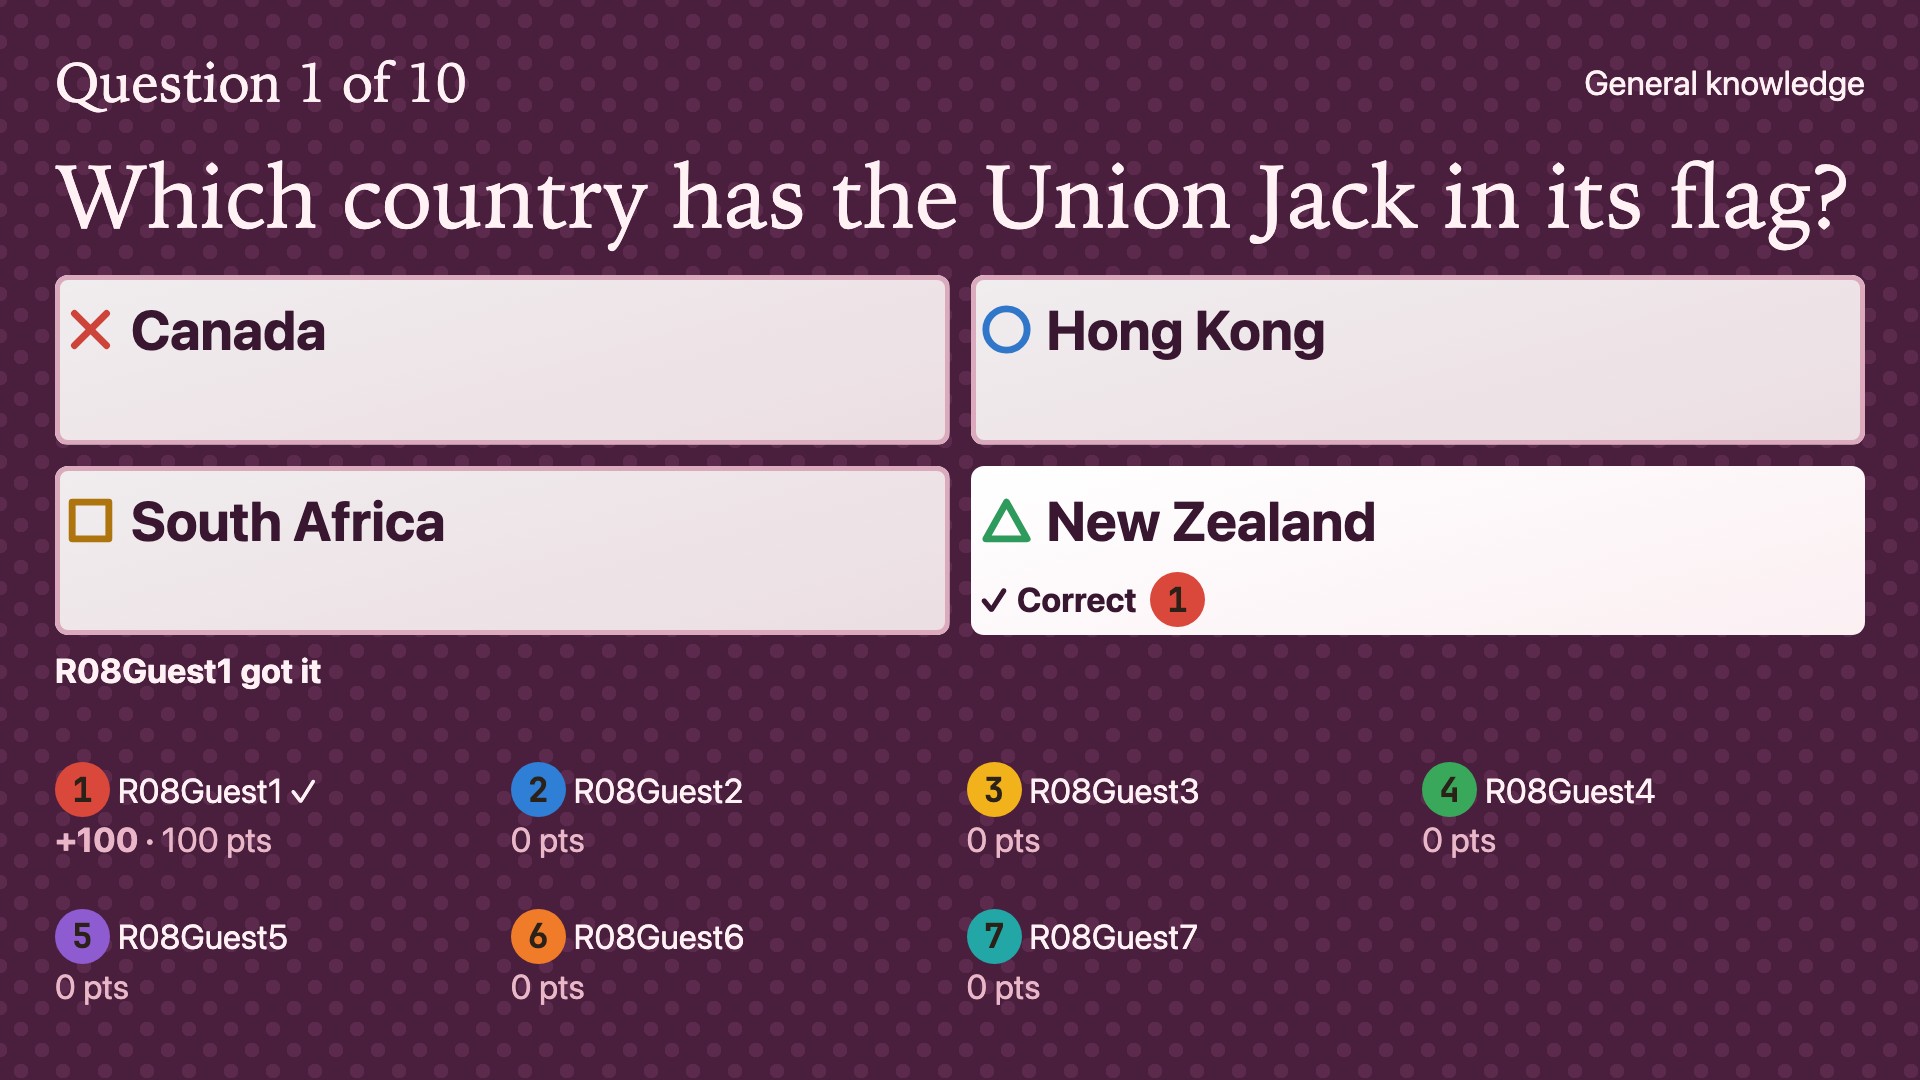 Question 1 of 10
General knowledge
Which country has the Union Jack in its flag?
Canada
Hong Kong
South Africa
New Zealand
✓ Correct 1
R08Guest1 got it
1 R08Guest1 ✓
+100 · 100 pts
2 R08Guest2
0 pts
3 R08Guest3
0 pts
4 R08Guest4
0 pts
5 R08Guest5
0 pts
6 R08Guest6
0 pts
7 R08Guest7
0 pts